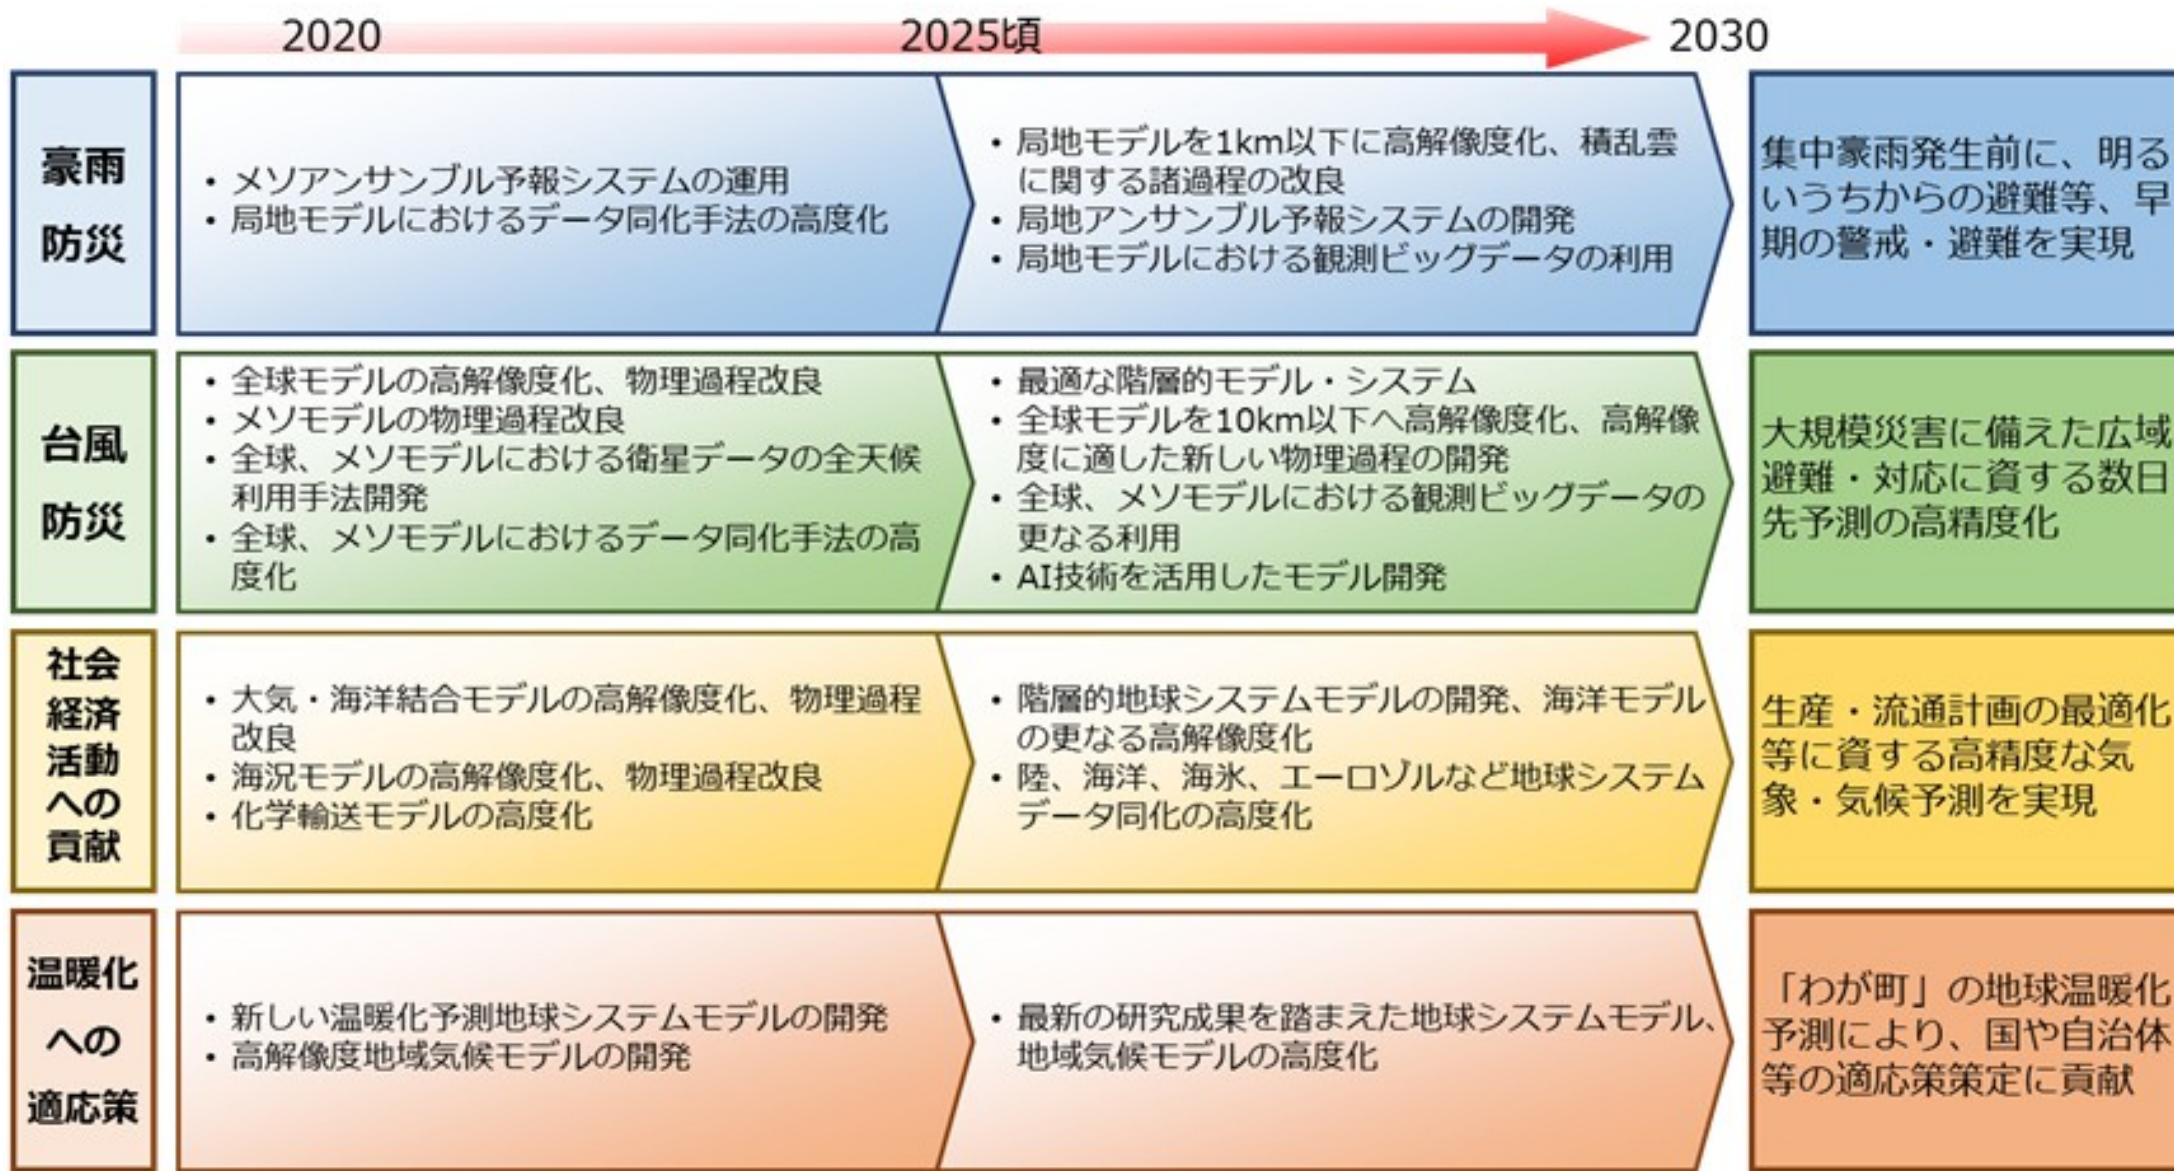 2020
2025頃
2030
豪雨
防災
・メソアンサンブル予報システムの運用
・局地モデルにおけるデータ同化手法の高度化
・局地モデルを1km以下に高解像度化、積乱雲
に関する諸過程の改良
・局地アンサンブル予報システムの開発
・局地モデルにおける観測ビッグデータの利用
集中豪雨発生前に、明る
いうちからの避難等、早
期の警戒・避難を実現
台風
防災
・全球モデルの高解像度化、物理過程改良
・メソモデルの物理過程改良
・全球、メソモデルにおける衛星データの全天候
利用手法開発
・全球、メソモデルにおけるデータ同化手法の高
度化
・最適な階層的モデル・システム
・全球モデルを10km以下へ高解像度化、高解像
度に適した新しい物理過程の開発
・全球、メソモデルにおける観測ビッグデータの
更なる利用
・AI技術を活用したモデル開発
大規模災害に備えた広域
避難・対応に資する数日
先予測の高精度化
社会
経済
活動
への
貢献
・大気・海洋結合モデルの高解像度化、物理過程
改良
・海況モデルの高解像度化、物理過程改良
・化学輸送モデルの高度化
・階層的地球システムモデルの開発、海洋モデル
の更なる高解像度化
・陸、海洋、海氷、エーロゾルなど地球システム
データ同化の高度化
生産・流通計画の最適化
等に資する高精度な気
象・気候予測を実現
温暖化
への
適応策
・新しい温暖化予測地球システムモデルの開発
・高解像度地域気候モデルの開発
・最新の研究成果を踏まえた地球システムモデル、
地域気候モデルの高度化
「わが町」の地球温暖化
予測により、国や自治体
等の適応策策定に貢献